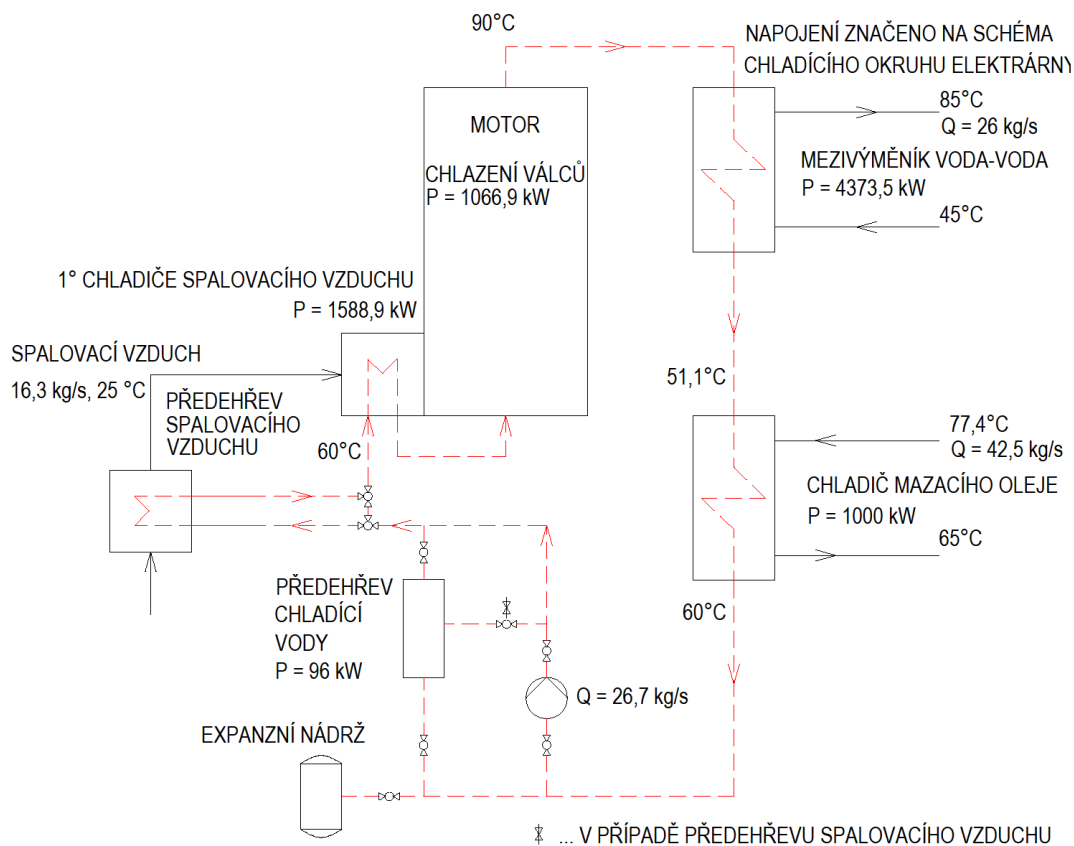 90°C
NAPOJENÍ ZNAČENO NA SCHÉMA
CHLADÍCÍHO OKRUHU ELEKTRÁRNY
85°C
Q = 26 kg/s
MEZIVÝMĚNÍK VODA-VODA
P = 4373,5 kW
45°C
MOTOR
CHLAZENÍ VÁLCŮ
P = 1066,9 kW
1° CHLADIČE SPALOVACÍHO VZDUCHU
P = 1588,9 kW
SPALOVACÍ VZDUCH
16,3 kg/s, 25 °C
PŘEDEHŘEV
SPALOVACÍHO
VZDUCHU
60°C
51,1°C
77,4°C
Q = 42,5 kg/s
CHLADIČ MAZACÍHO OLEJE
P = 1000 kW
65°C
60°C
PŘEDEHŘEV
CHLADÍCÍ
VODY
P = 96 kW
Q = 26,7 kg/s
EXPANZNÍ NÁDRŽ
... V PŘÍPADĚ PŘEDEHŘEVU SPALOVACÍHO VZDUCHU